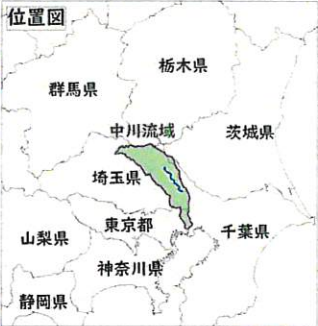 位置図
栃木県
群馬県
中川流域
茨城県
埼玉県
東京都
千葉県
山梨県
神奈川県
静岡県